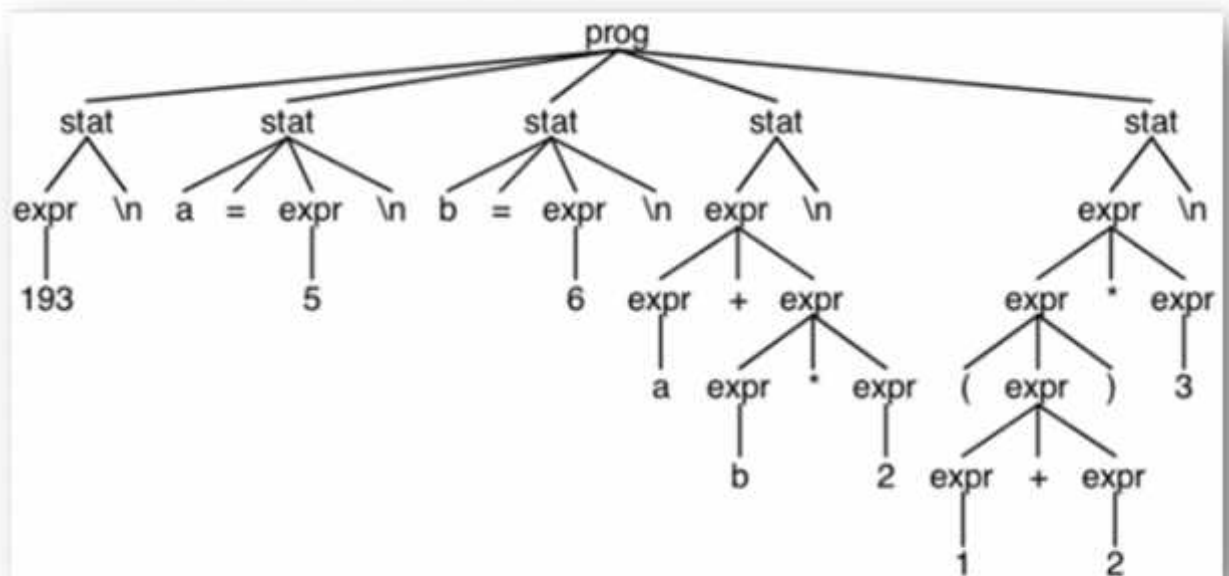 prog
stat stat stat stat stat
expr \n a = expr \n b = expr \n expr \n expr \n
193 5 6 expr + expr expr * expr
a expr * expr ( expr ) 3
b 2 expr + expr
1 2